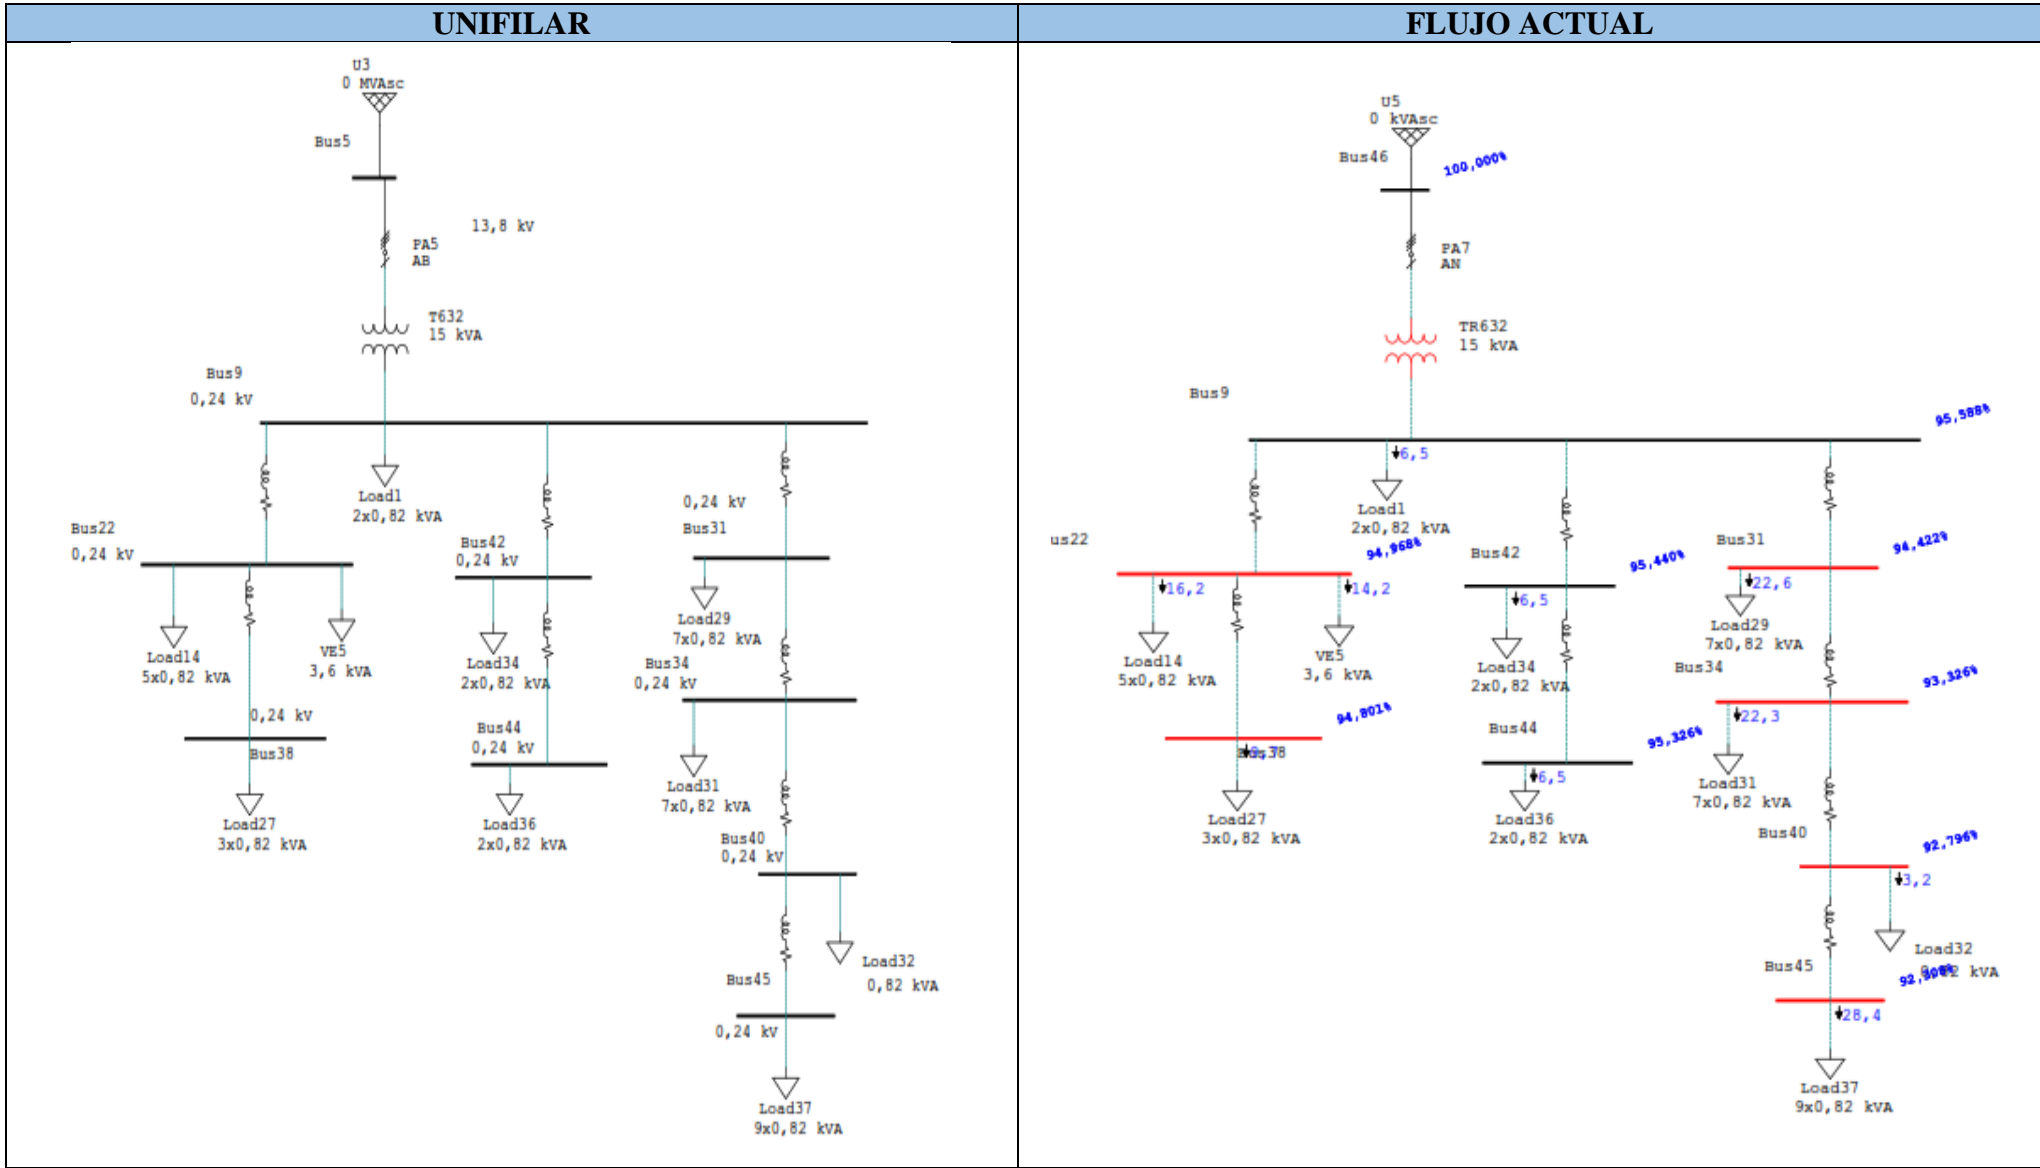 UNIFILAR
U3
0 MVAsc
Bus5
13,8 kV
PA5
AB
T632
15 kVA
Bus9
0,24 kV
Load1
2x0,82 kVA
0,24 kV
Bus31
Bus22
0,24 kV
Bus42
0,24 kV
Load29
7x0,82 kVA
Load14
5x0,82 kVA
VE5
3,6 kVA
Load34
2x0,82 kVA
Bus34
0,24 kV
0,24 kV
Bus38
Bus44
0,24 kV
Load31
7x0,82 kVA
Load27
3x0,82 kVA
Load36
2x0,82 kVA
Bus40
0,24 kV
Load32
0,82 kVA
Bus45
0,24 kV
Load37
9x0,82 kVA
FLUJO ACTUAL
U5
0 kVAsc
Bus46
100,000%
PA7
AN
TR632
15 kVA
Bus9
95,588%
6,5
Load1
2x0,82 kVA
us22
94,968%
Bus42
95,440%
Bus31
94,422%
16,2
14,2
6,5
22,6
Load14
5x0,82 kVA
VE5
3,6 kVA
Load34
2x0,82 kVA
Load29
7x0,82 kVA
Bus34
93,326%
94,801%
Bus38
Bus44
95,326%
22,3
6,5
Load27
3x0,82 kVA
Load36
2x0,82 kVA
Load31
7x0,82 kVA
Bus40
92,796%
3,2
Load32
kVA
Bus45
28,4
Load37
9x0,82 kVA